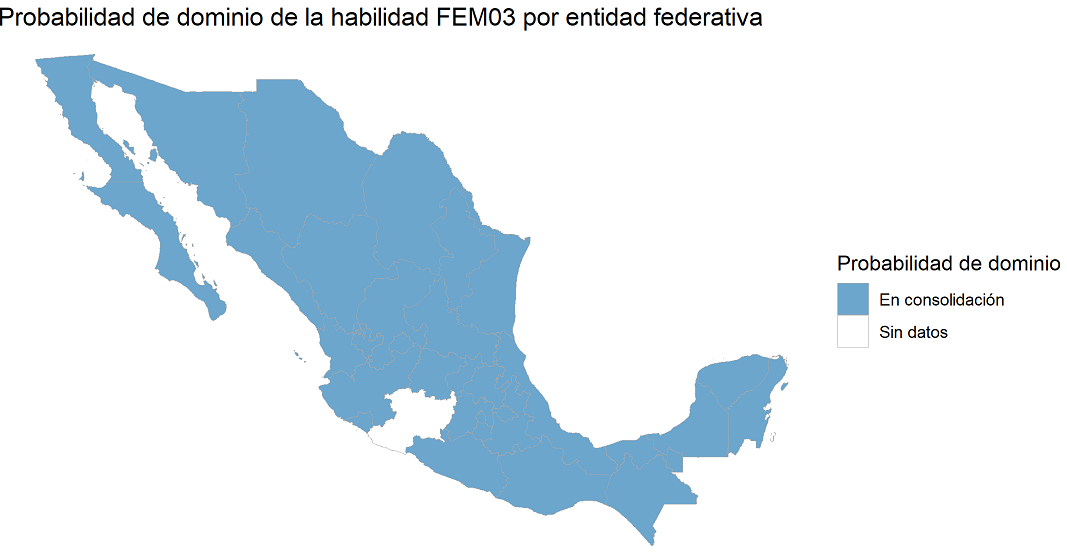 Probabilidad de dominio de la habilidad FEM03 por entidad federativa
Probabilidad de dominio
En consolidación
Sin datos